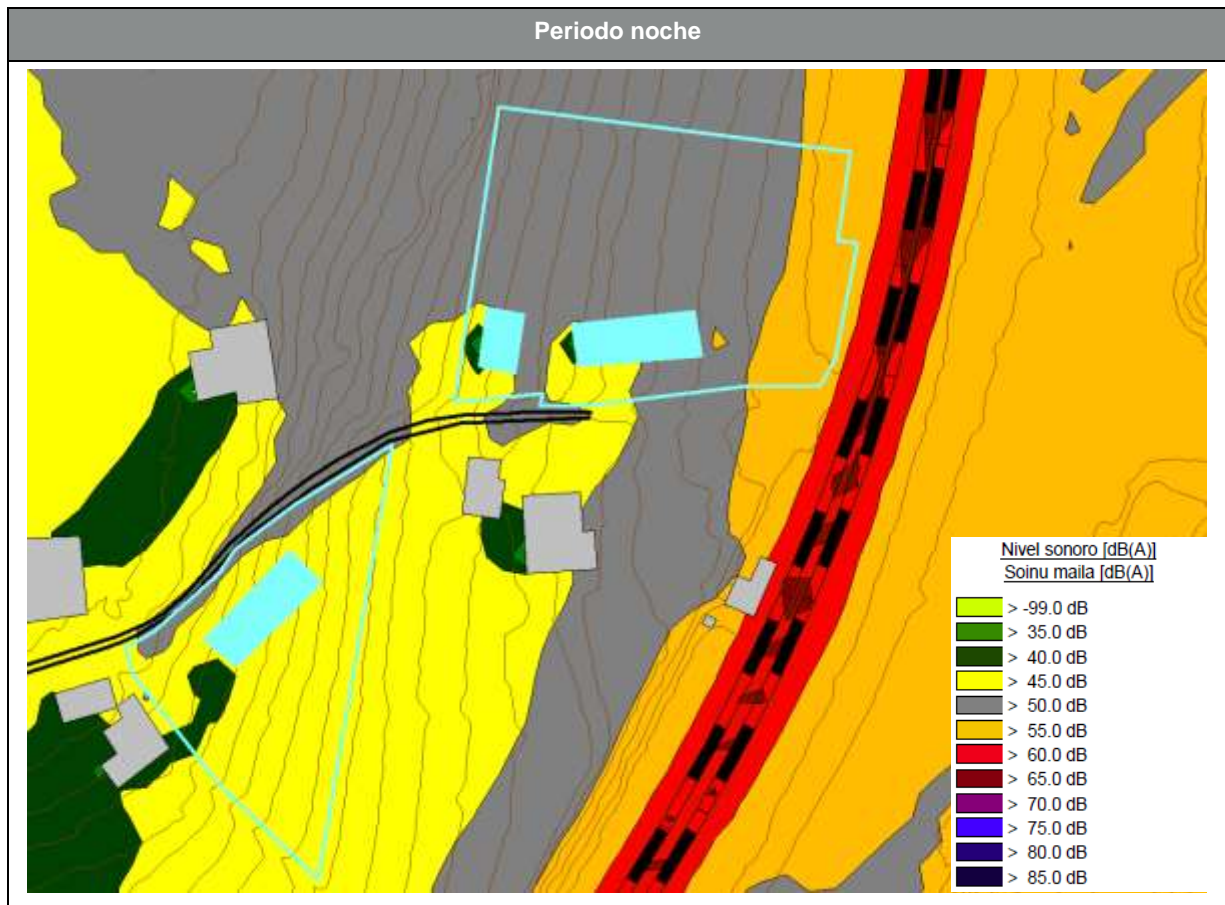 Periodo noche
Nivel sonoro [dB(A)]
Soinu maila [dB(A)]
> -99.0 dB
> 35.0 dB
> 40.0 dB
> 45.0 dB
> 50.0 dB
> 55.0 dB
> 60.0 dB
> 65.0 dB
> 70.0 dB
> 75.0 dB
> 80.0 dB
> 85.0 dB